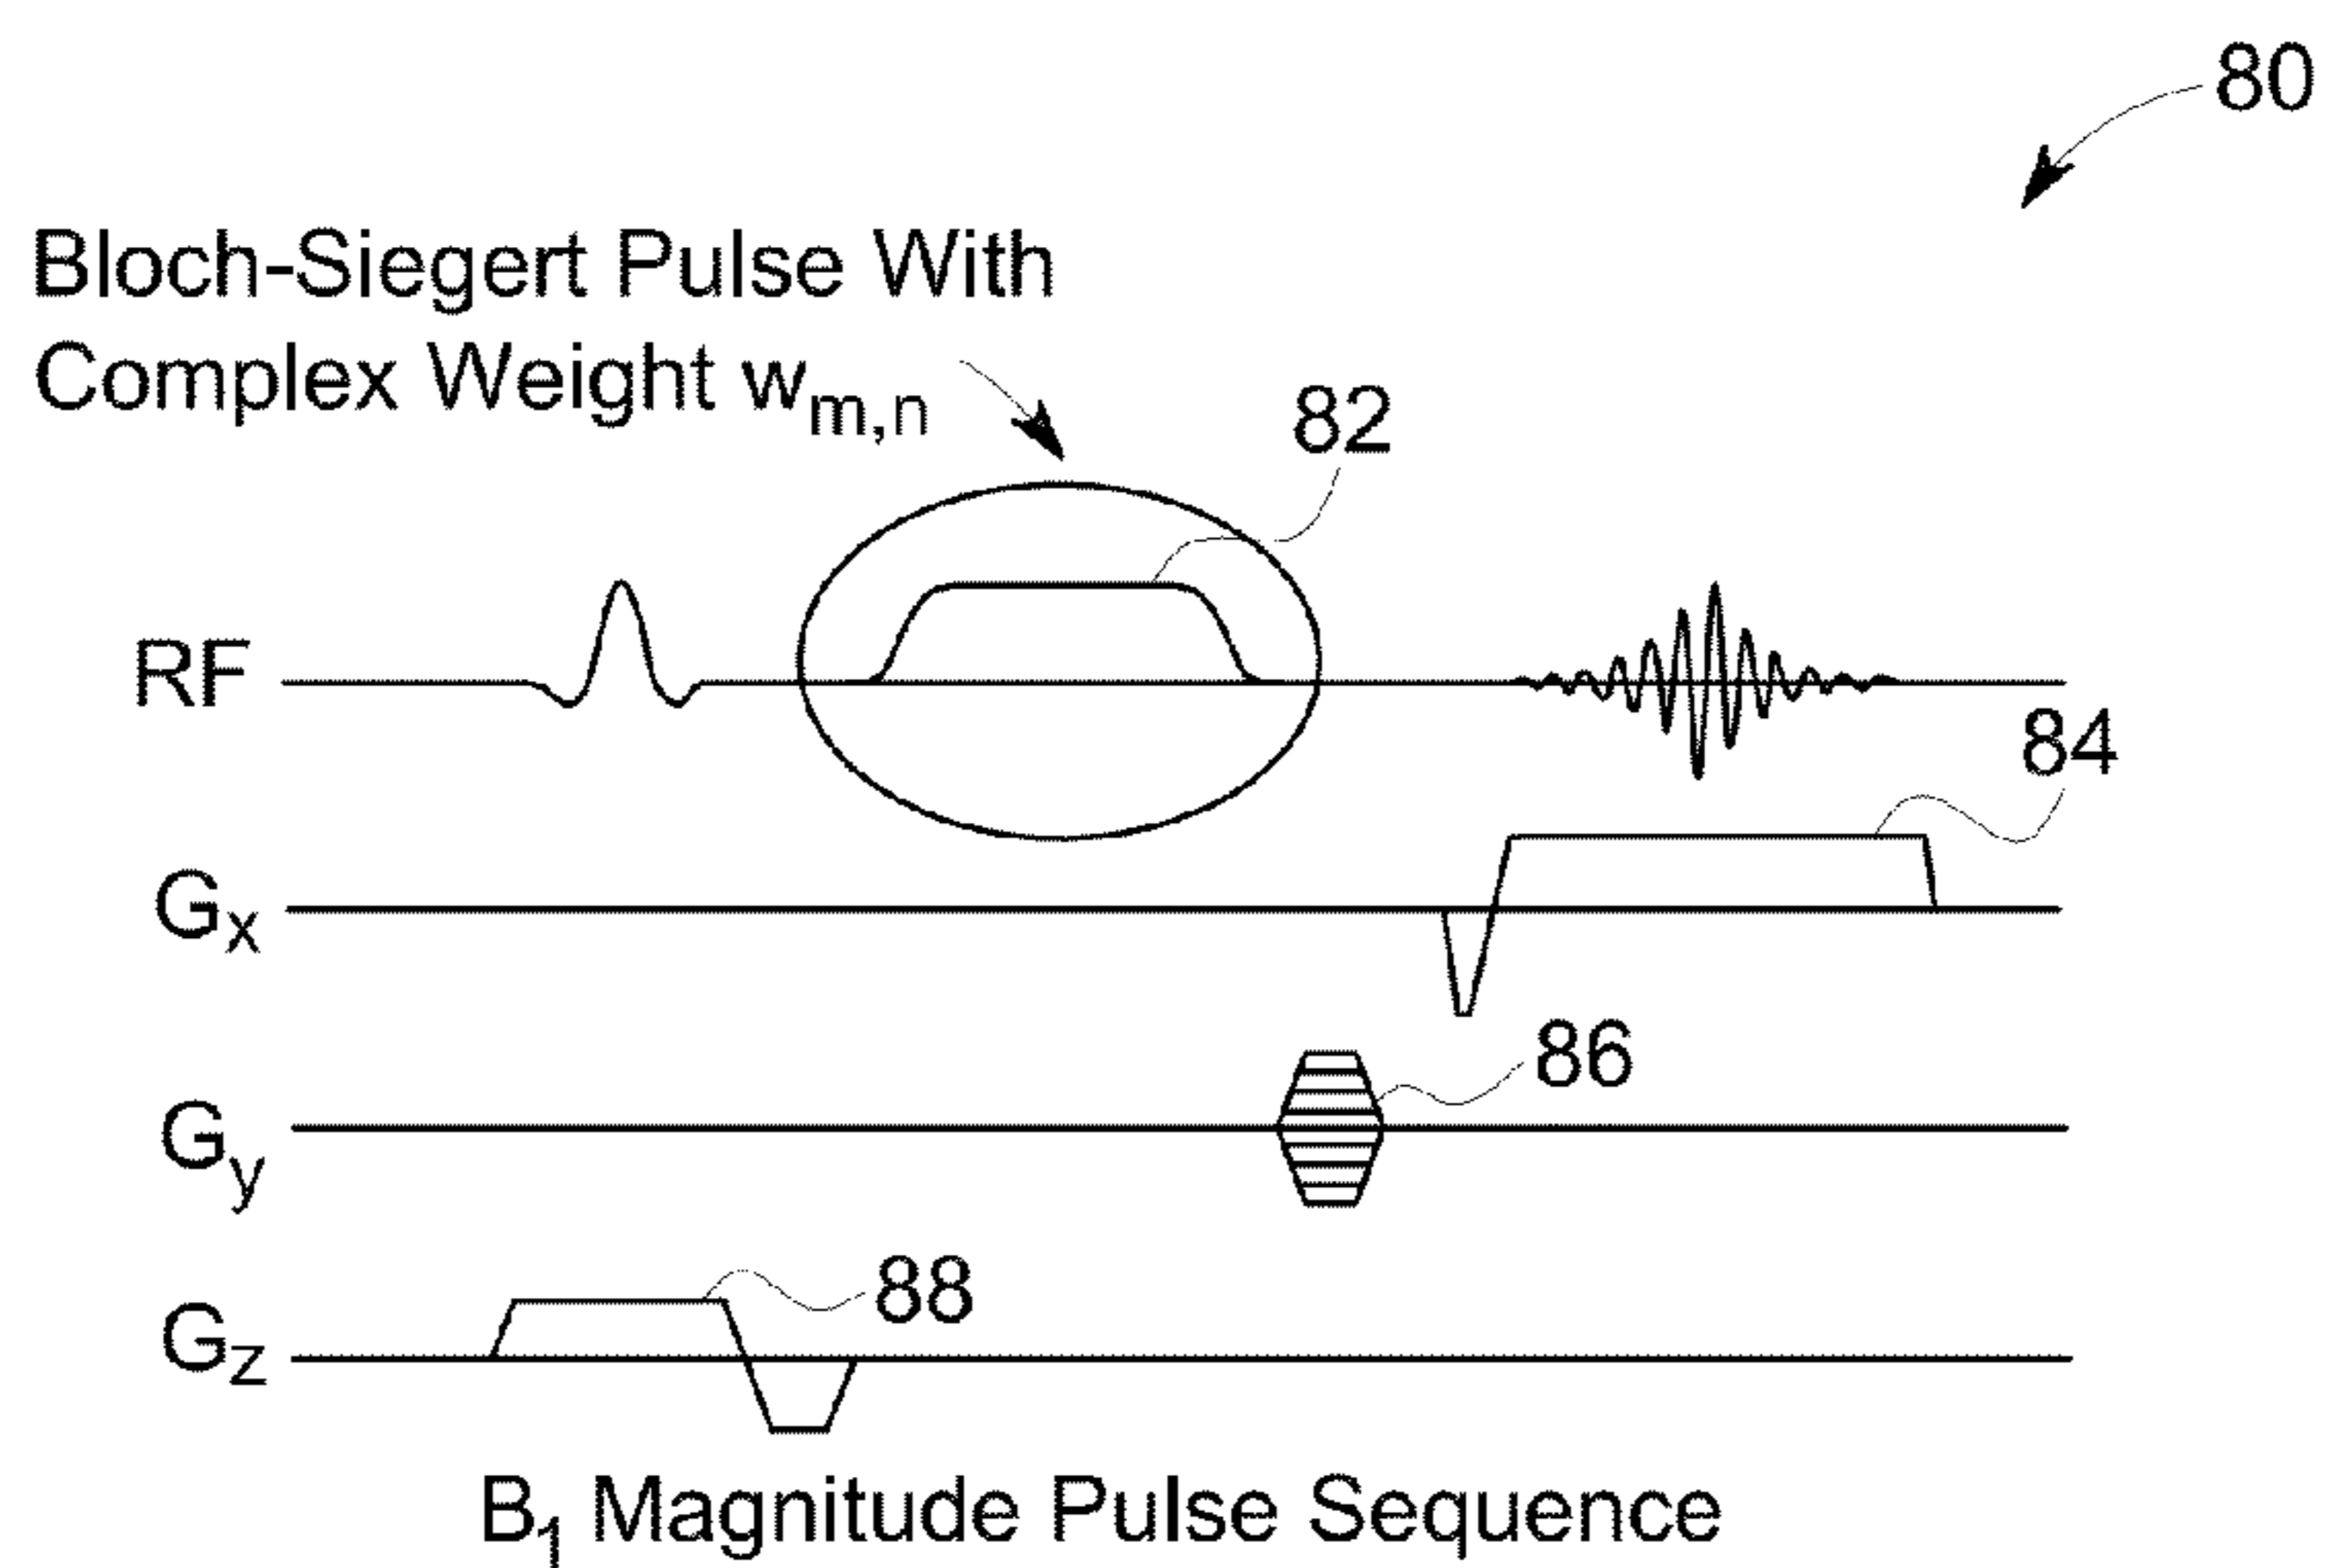 80
Bloch-Siegert Pulse With
Complex Weight wm,n
82
RF
84
Gx
86
Gy
88
Gz
B1 Magnitude Pulse Sequence